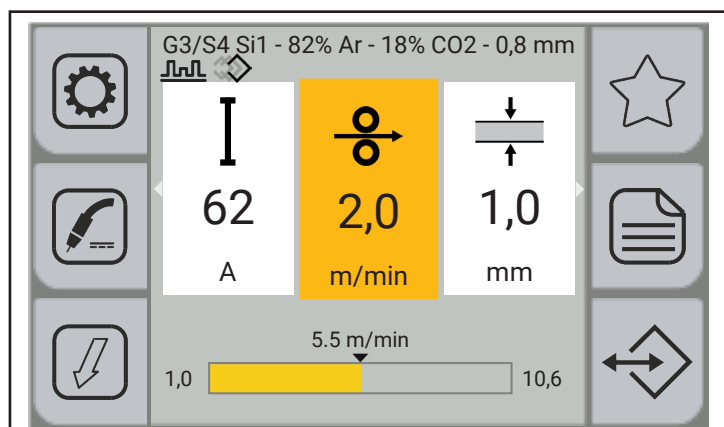 G3/S4 Si1 - 82% Ar - 18% CO2 - 0,8 mm
62 2,0 1,0
A m/min mm
5.5 m/min
1,0 10,6